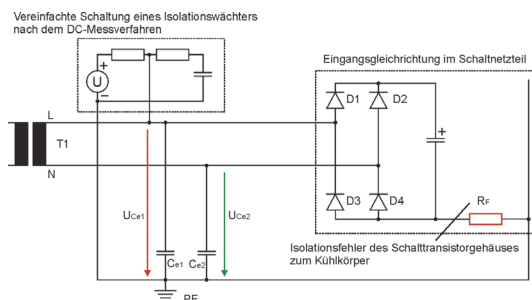 Vereinfachte Schaltung eines Isolationswächters
nach dem DC-Messverfahren
Eingangsgleichrichtung im Schaltnetzteil
+
U
−
D1
D2
+
L
T1
N
D3
D4
RF
UCe1
UCe2
Ce1
Ce2
Isolationsfehler des Schalttransistorgehäuses
zum Kühlkörper
PE